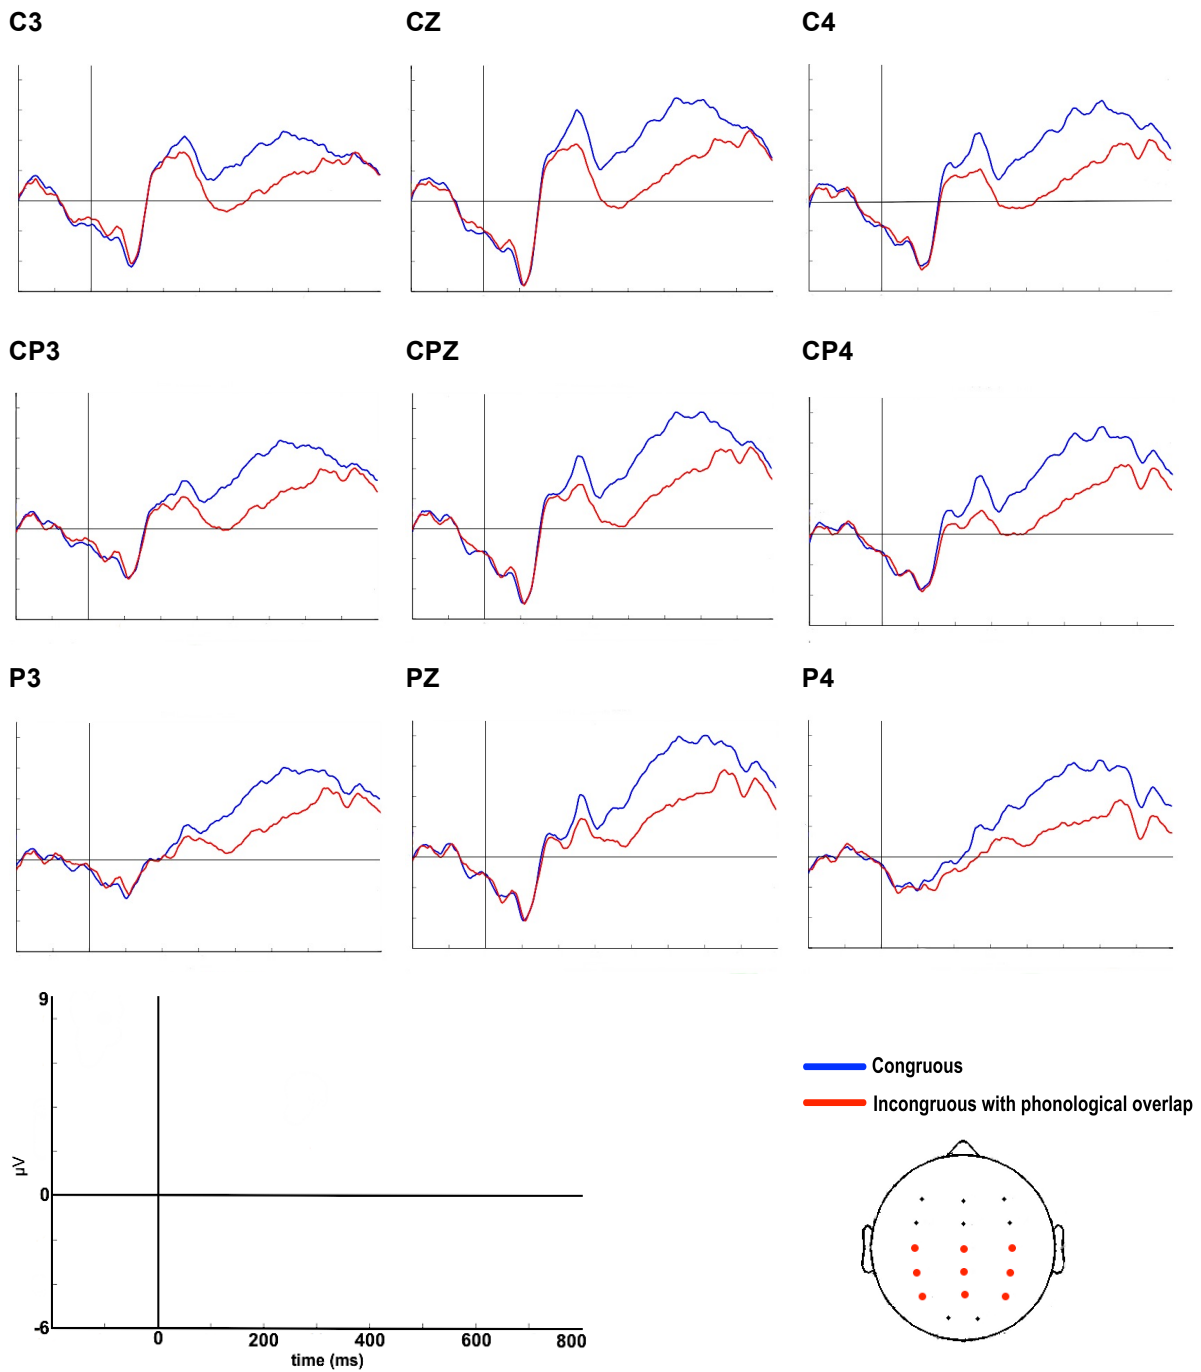 C3
CZ
C4
CP3
CPZ
CP4
P3
PZ
P4
9
µV
0
-6
0
200
400
600
800
time (ms)
Congruous
Incongruous with phonological overlap